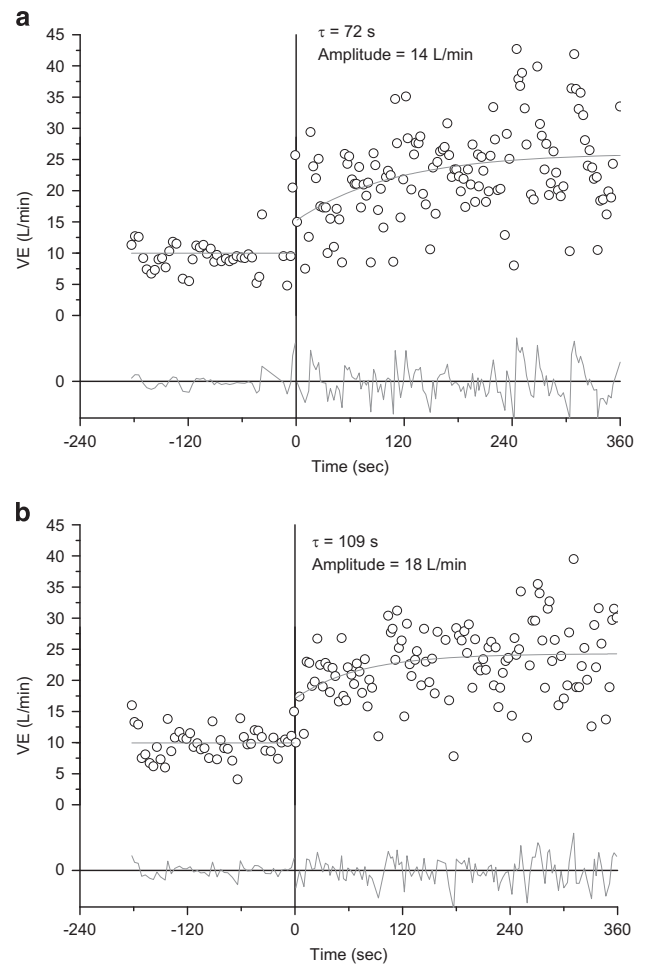 a
τ = 72 s
Amplitude = 14 L/min
45
40
35
30
25
20
15
10
5
0
0
VE (L/min)
-240 -120 0 120 240 360
Time (sec)
b
τ = 109 s
Amplitude = 18 L/min
45
40
35
30
25
20
15
10
5
0
0
VE (L/min)
-240 -120 0 120 240 360
Time (sec)